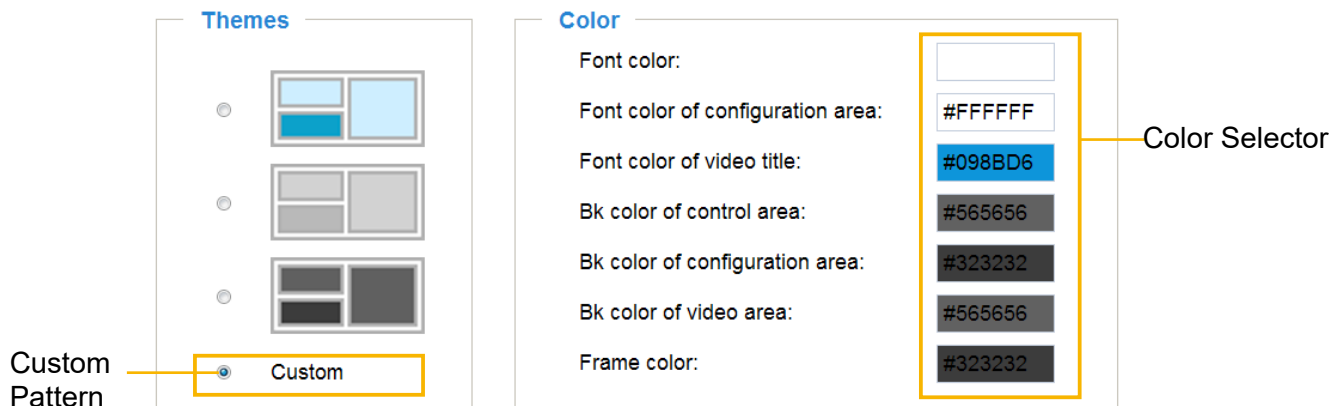 Themes
Color
Font color:
Font color of configuration area: #FFFFFF
Font color of video title: #098BD6
Bk color of control area: #565656
Bk color of configuration area: #323232
Bk color of video area: #565656
Frame color: #323232
Color Selector
Custom
Pattern
Custom